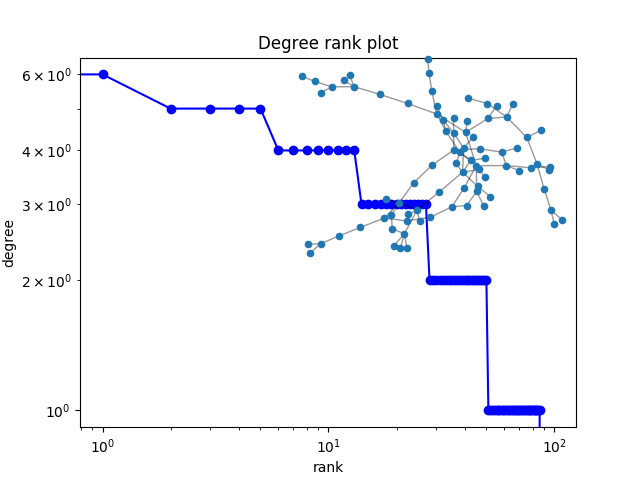 Degree rank plot
6 × 10⁰
4 × 10⁰
3 × 10⁰
2 × 10⁰
10⁰
degree
10⁰ 10¹ 10²
rank